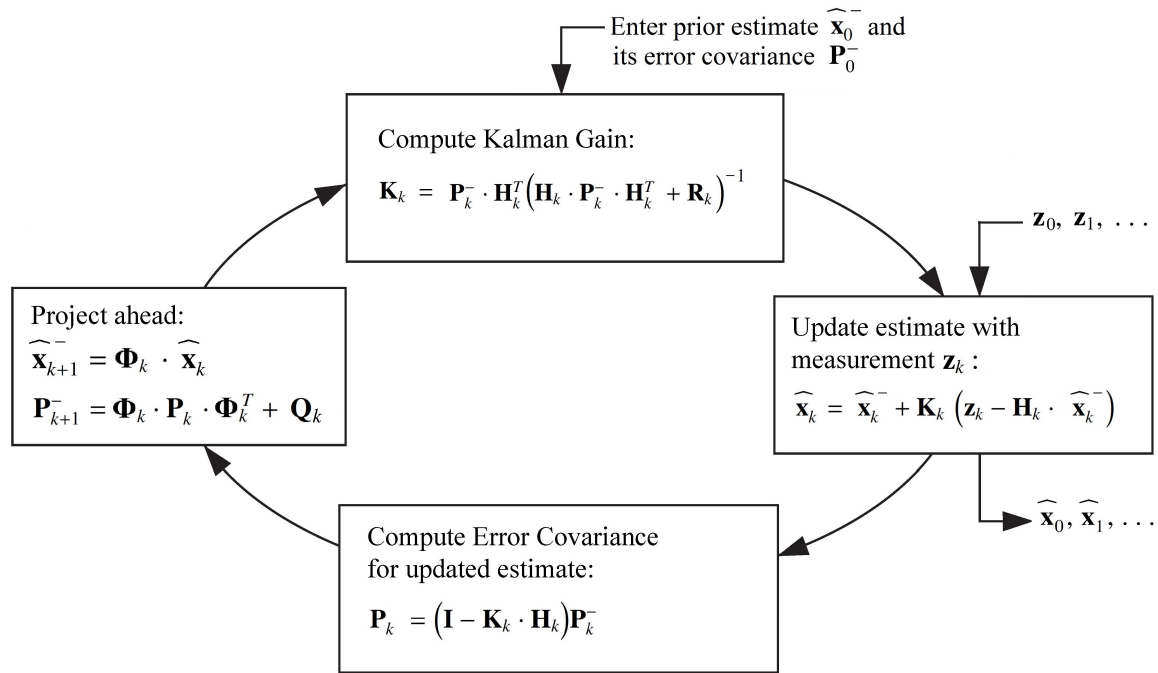 Enter prior estimate x̂₀⁻ and
its error covariance P₀⁻
Compute Kalman Gain:
Kₖ = Pₖ⁻ · Hₖᵀ(Hₖ · Pₖ⁻ · Hₖᵀ + Rₖ)⁻¹
z₀, z₁, ...
Update estimate with
measurement zₖ :
x̂ₖ = x̂ₖ⁻ + Kₖ (zₖ − Hₖ · x̂ₖ⁻)
x̂₀, x̂₁, ...
Compute Error Covariance
for updated estimate:
Pₖ = (I − Kₖ · Hₖ)Pₖ⁻
Project ahead:
x̂ₖ₊₁⁻ = Φₖ · x̂ₖ
Pₖ₊₁⁻ = Φₖ · Pₖ · Φₖᵀ + Qₖ